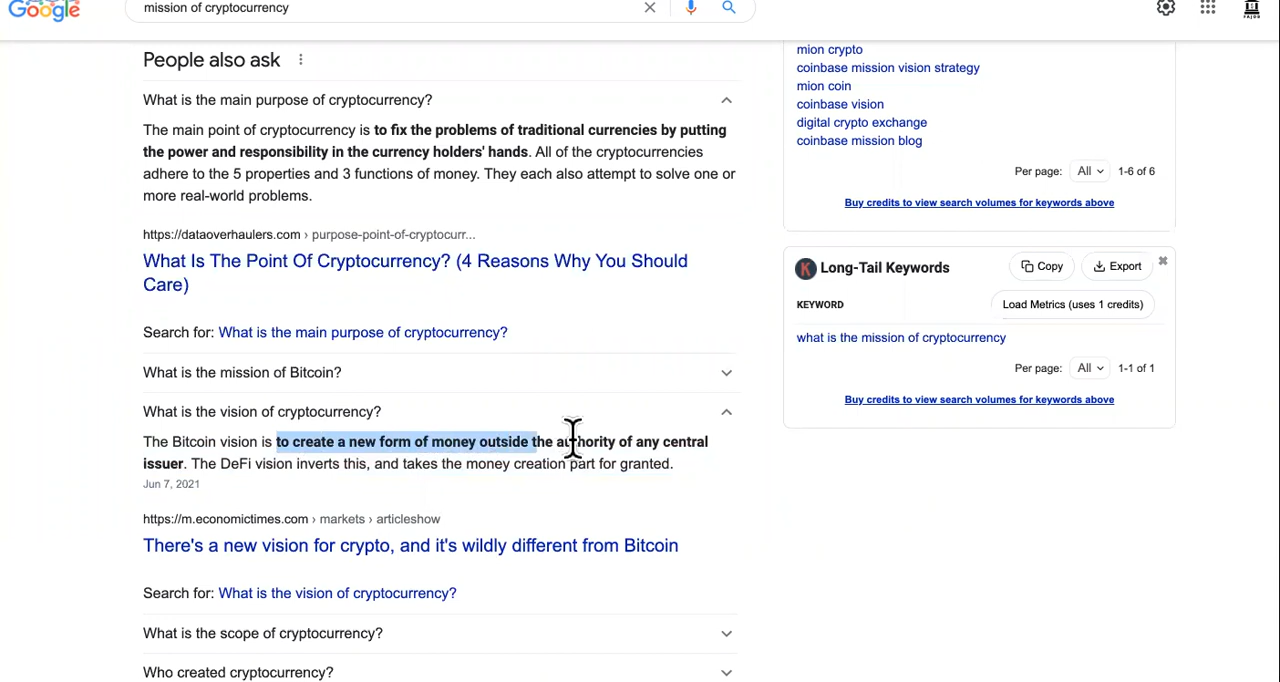 Google
mission of cryptocurrency
People also ask
What is the main purpose of cryptocurrency?
The main point of cryptocurrency is to fix the problems of traditional currencies by putting
the power and responsibility in the currency holders' hands. All of the cryptocurrencies
adhere to the 5 properties and 3 functions of money. They each also attempt to solve one or
more real-world problems.
https://dataoverhaulers.com › purpose-point-of-cryptocurr...
What Is The Point Of Cryptocurrency? (4 Reasons Why You Should
Care)
Search for: What is the main purpose of cryptocurrency?
What is the mission of Bitcoin?
What is the vision of cryptocurrency?
The Bitcoin vision is to create a new form of money outside the authority of any central
issuer. The DeFi vision inverts this, and takes the money creation part for granted.
Jun 7, 2021
https://m.economictimes.com › markets › articleshow
There's a new vision for crypto, and it's wildly different from Bitcoin
Search for: What is the vision of cryptocurrency?
What is the scope of cryptocurrency?
Who created cryptocurrency?
mion crypto
coinbase mission vision strategy
mion coin
coinbase vision
digital crypto exchange
coinbase mission blog
Per page: All 1-6 of 6
Buy credits to view search volumes for keywords above
K Long-Tail Keywords Copy Export
KEYWORD Load Metrics (uses 1 credits)
what is the mission of cryptocurrency
Per page: All 1-1 of 1
Buy credits to view search volumes for keywords above